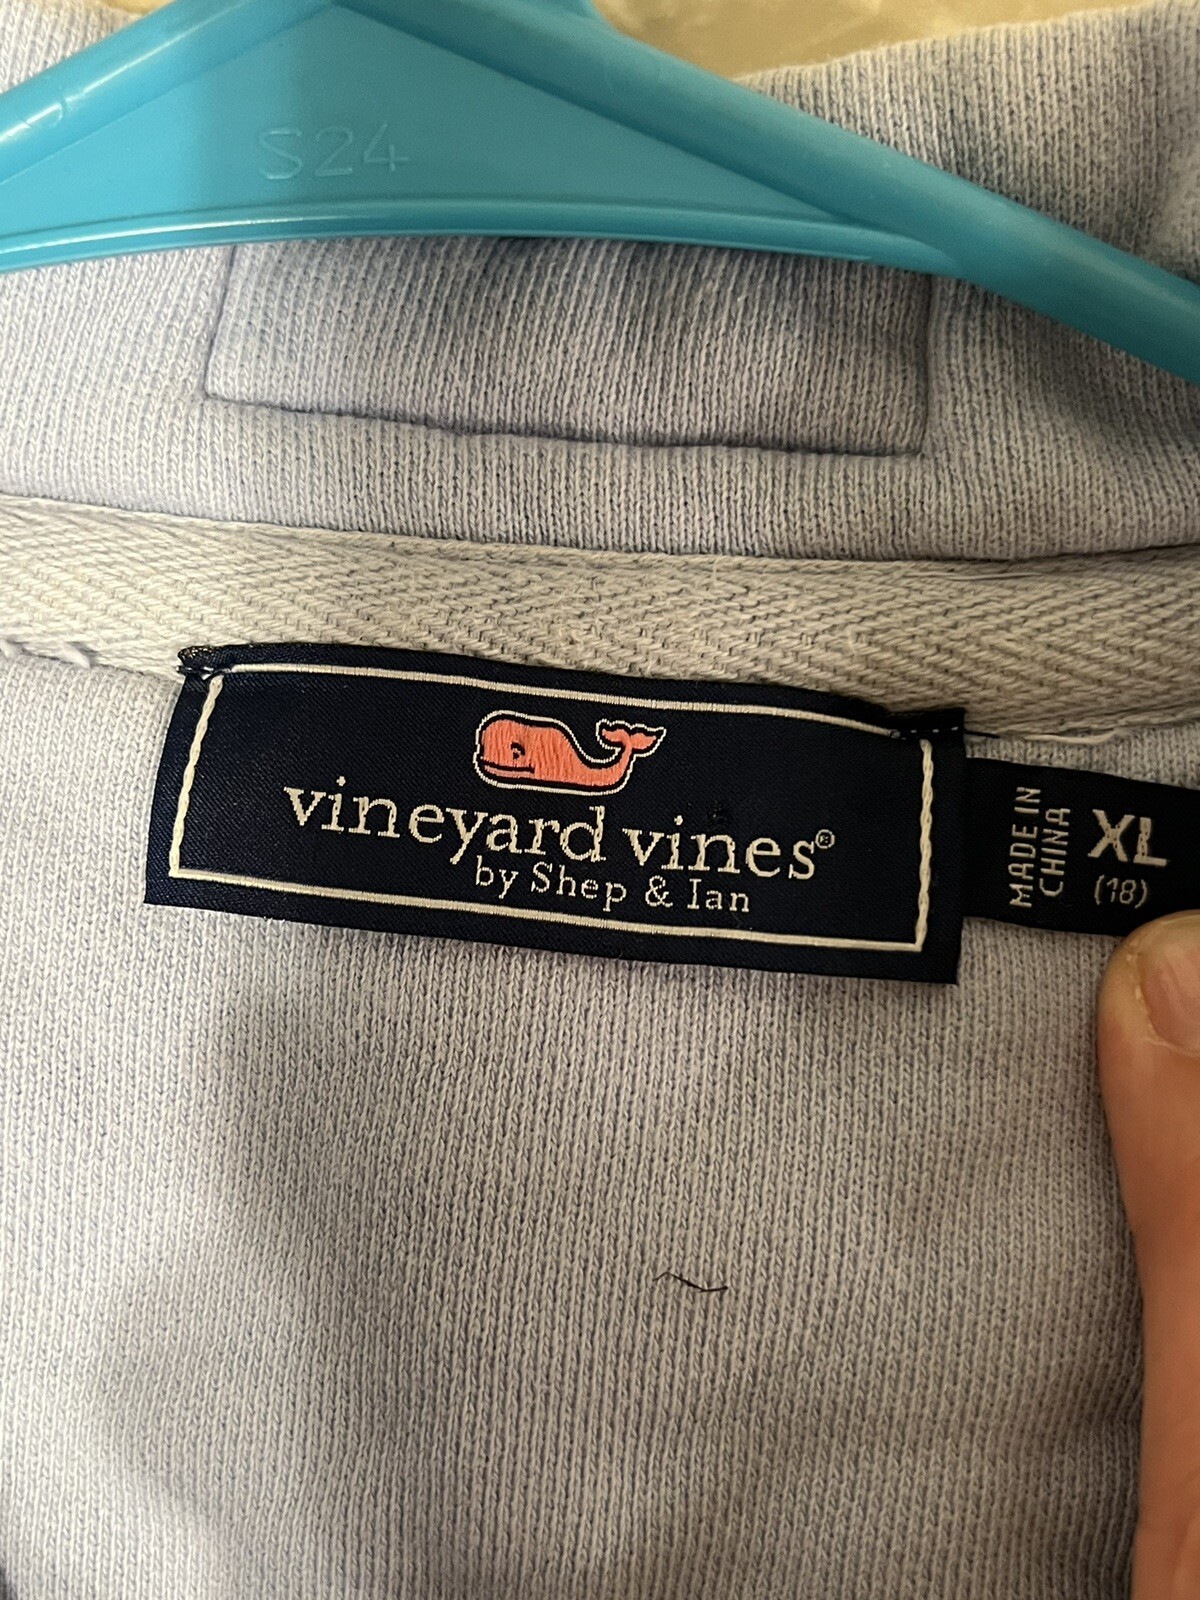 S24
vineyard vines®
by Shep & Ian
MADE IN
CHINA
XL
(18)